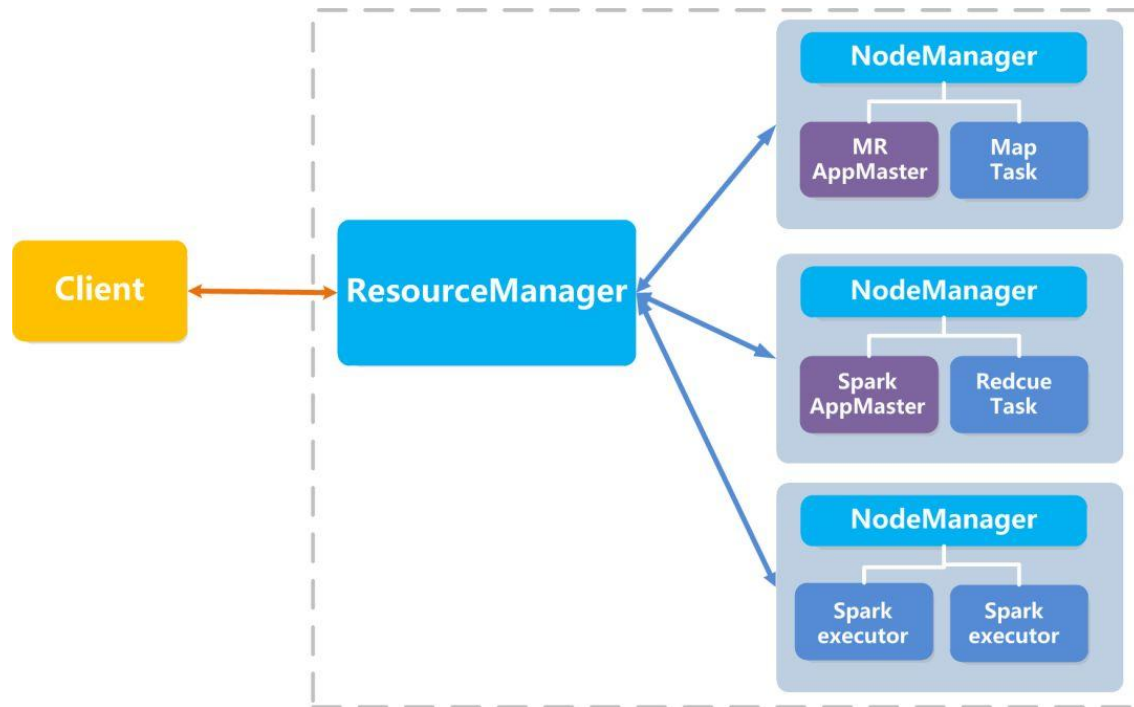 Client
ResourceManager
NodeManager
MR
AppMaster
Map
Task
NodeManager
Spark
AppMaster
Redcue
Task
NodeManager
Spark
executor
Spark
executor